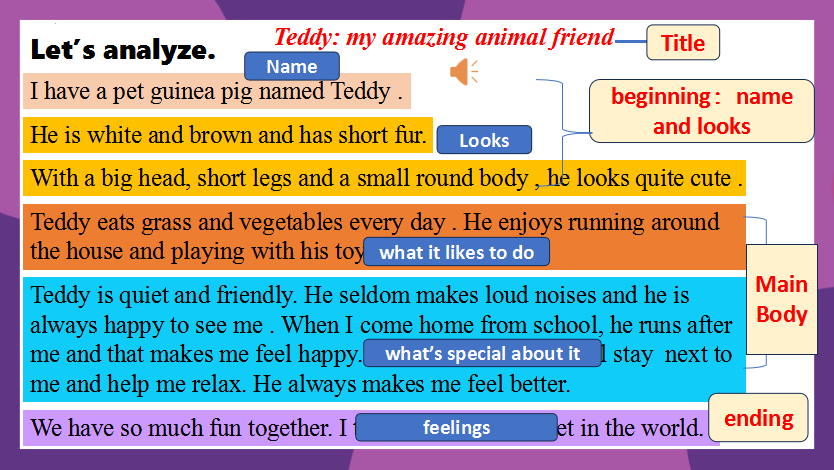 Teddy: my amazing animal friend
Title
Let's analyze.
Name
I have a pet guinea pig named Teddy .
beginning: name
and looks
He is white and brown and has short fur.
Looks
With a big head, short legs and a small round body , he looks quite cute .
Teddy eats grass and vegetables every day . He enjoys running around
the house and playing with his toy
what it likes to do
Main
Body
Teddy is quiet and friendly. He seldom makes loud noises and he is
always happy to see me . When I come home from school, he runs after
me and that makes me feel happy.
what's special about it
stay next to
me and help me relax. He always makes me feel better.
ending
We have so much fun together. I
feelings
in the world.